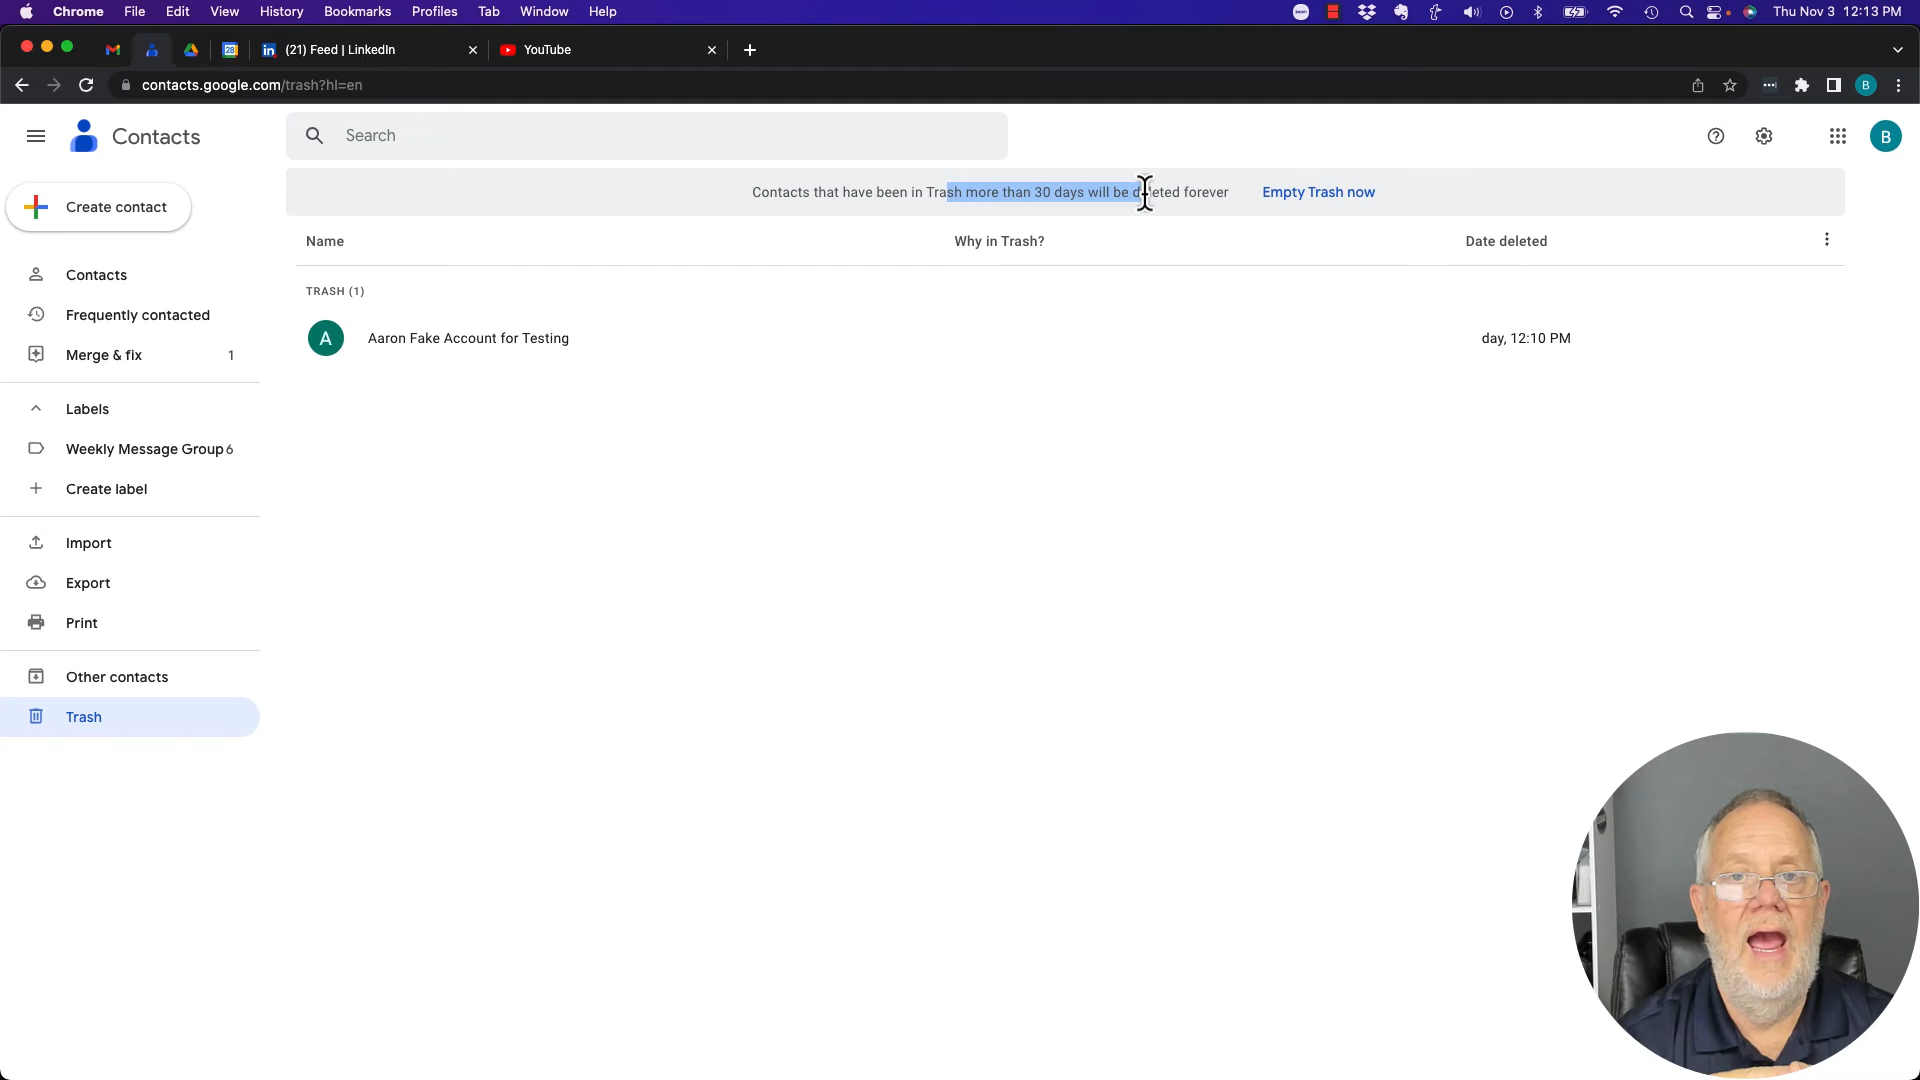 Chrome File Edit View History Bookmarks Profiles Tab Window Help
Thu Nov 3 12:13 PM
28 in (21) Feed | LinkedIn
YouTube
contacts.google.com/trash?hl=en
B
Contacts
Search
B
Create contact
Contacts that have been in Trash more than 30 days will be deleted forever
Empty Trash now
Name
Why in Trash?
Date deleted
Contacts
Frequently contacted
Merge & fix 1
TRASH (1)
A Aaron Fake Account for Testing
day, 12:10 PM
Labels
Weekly Message Group 6
Create label
Import
Export
Print
Other contacts
Trash